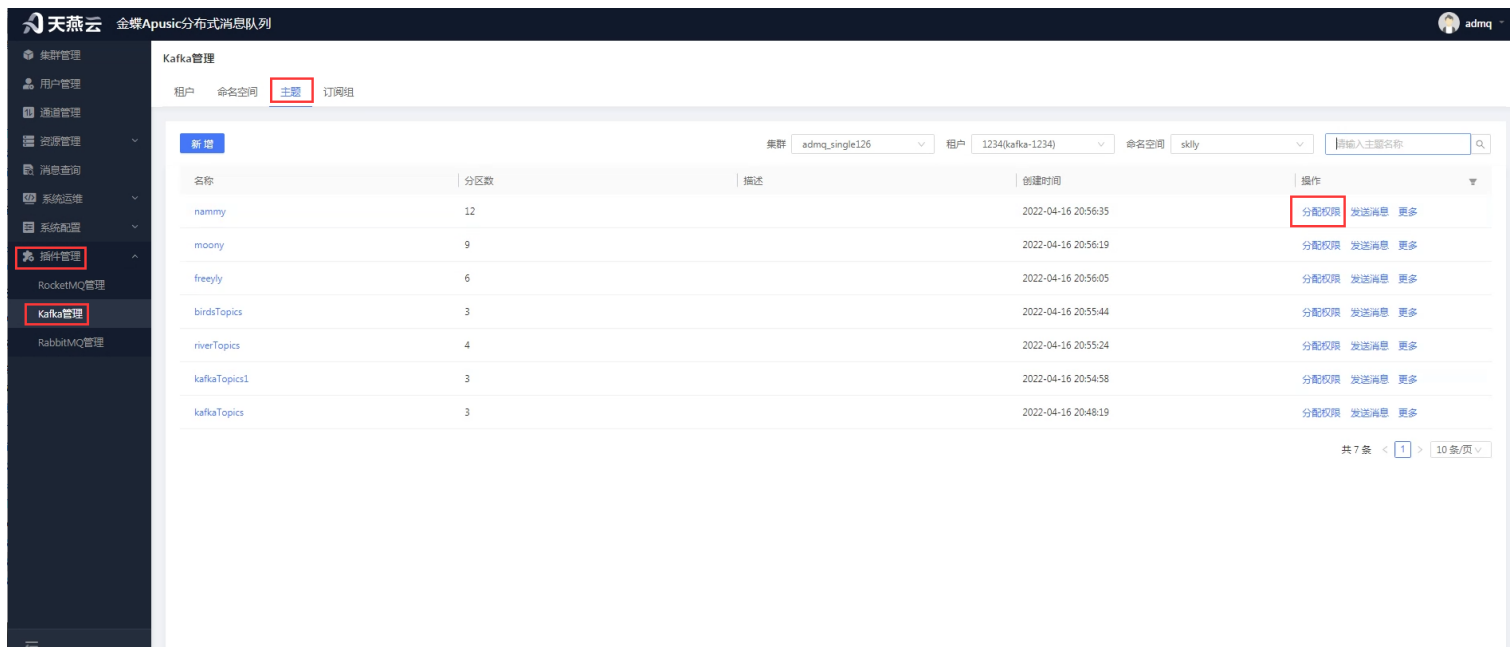 天燕云 金蝶Apusic分布式消息队列 admq
集群管理
用户管理
通道管理
资源管理
消息查询
系统运维
系统配置
插件管理
RocketMQ管理
Kafka管理
RabbitMQ管理
Kafka管理
租户 命名空间 主题 订阅组
新增 集群 admq_single126 租户 1234(kafka-1234) 命名空间 sklly 请输入主题名称
名称 分区数 描述 创建时间 操作
nammy 12 2022-04-16 20:56:35 分配权限 发送消息 更多
moony 9 2022-04-16 20:56:19 分配权限 发送消息 更多
freeyly 6 2022-04-16 20:56:05 分配权限 发送消息 更多
birdsTopics 3 2022-04-16 20:55:44 分配权限 发送消息 更多
riverTopics 4 2022-04-16 20:55:24 分配权限 发送消息 更多
kafkaTopics1 3 2022-04-16 20:54:58 分配权限 发送消息 更多
kafkaTopics 3 2022-04-16 20:48:19 分配权限 发送消息 更多
共7条 < 1 > 10条/页